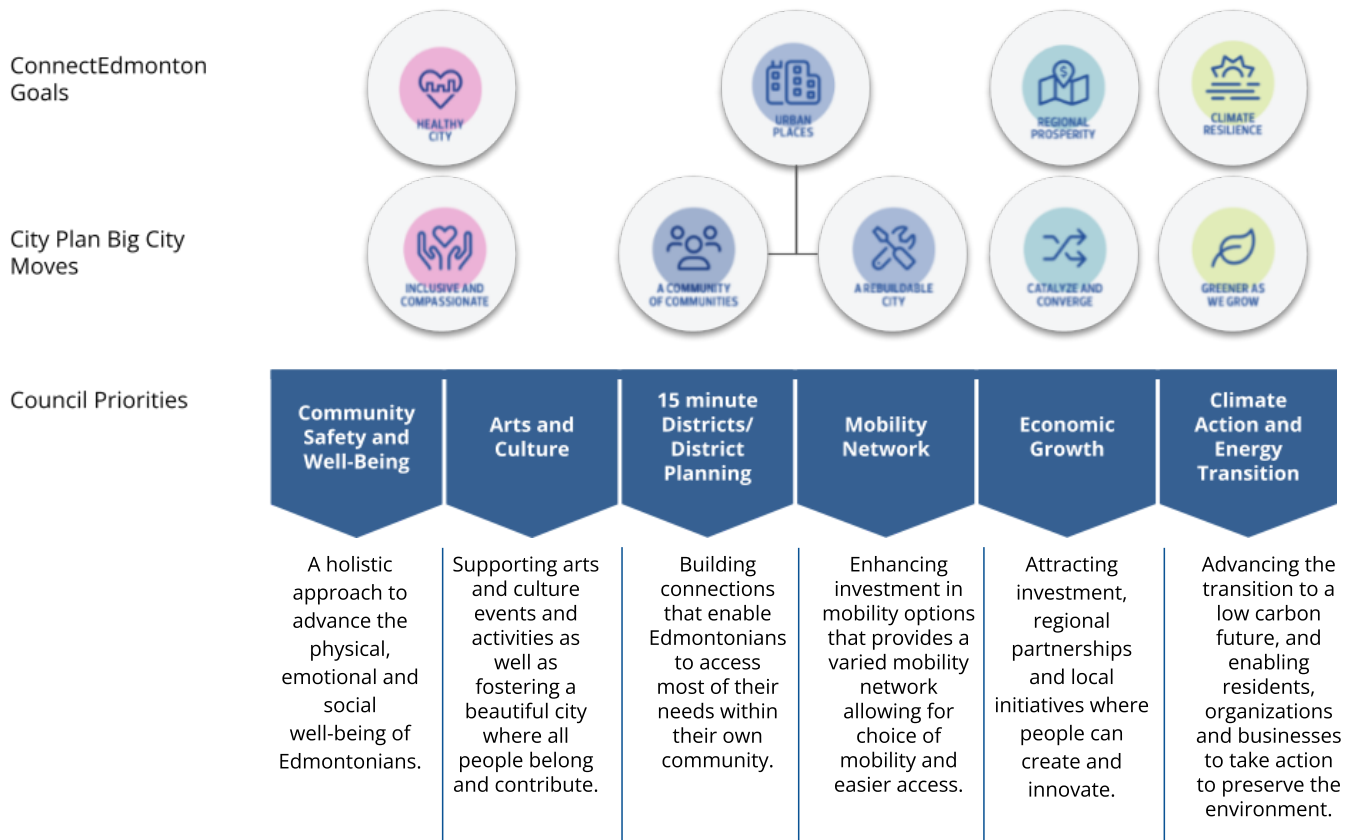 ConnectEdmonton
Goals
HEALTHY
CITY
URBAN
PLACES
$
REGIONAL
PROSPERITY
CLIMATE
RESILIENCE
City Plan Big City
Moves
INCLUSIVE AND
COMPASSIONATE
A COMMUNITY
OF COMMUNITIES
A REBUILDABLE
CITY
CATALYZE AND
CONVERGE
GREENER AS
WE GROW
Council Priorities
Community
Safety and
Well-Being
Arts and
Culture
15 minute
Districts/
District
Planning
Mobility
Network
Economic
Growth
Climate
Action and
Energy
Transition
A holistic
approach to
advance the
physical,
emotional and
social
well-being of
Edmontonians.
Supporting arts
and culture
events and
activities as
well as
fostering a
beautiful city
where all
people belong
and contribute.
Building
connections
that enable
Edmontonians
to access
most of their
needs within
their own
community.
Enhancing
investment in
mobility options
that provides a
varied mobility
network
allowing for
choice of
mobility and
easier access.
Attracting
investment,
regional
partnerships
and local
initiatives where
people can
create and
innovate.
Advancing the
transition to a
low carbon
future, and
enabling
residents,
organizations
and businesses
to take action
to preserve the
environment.